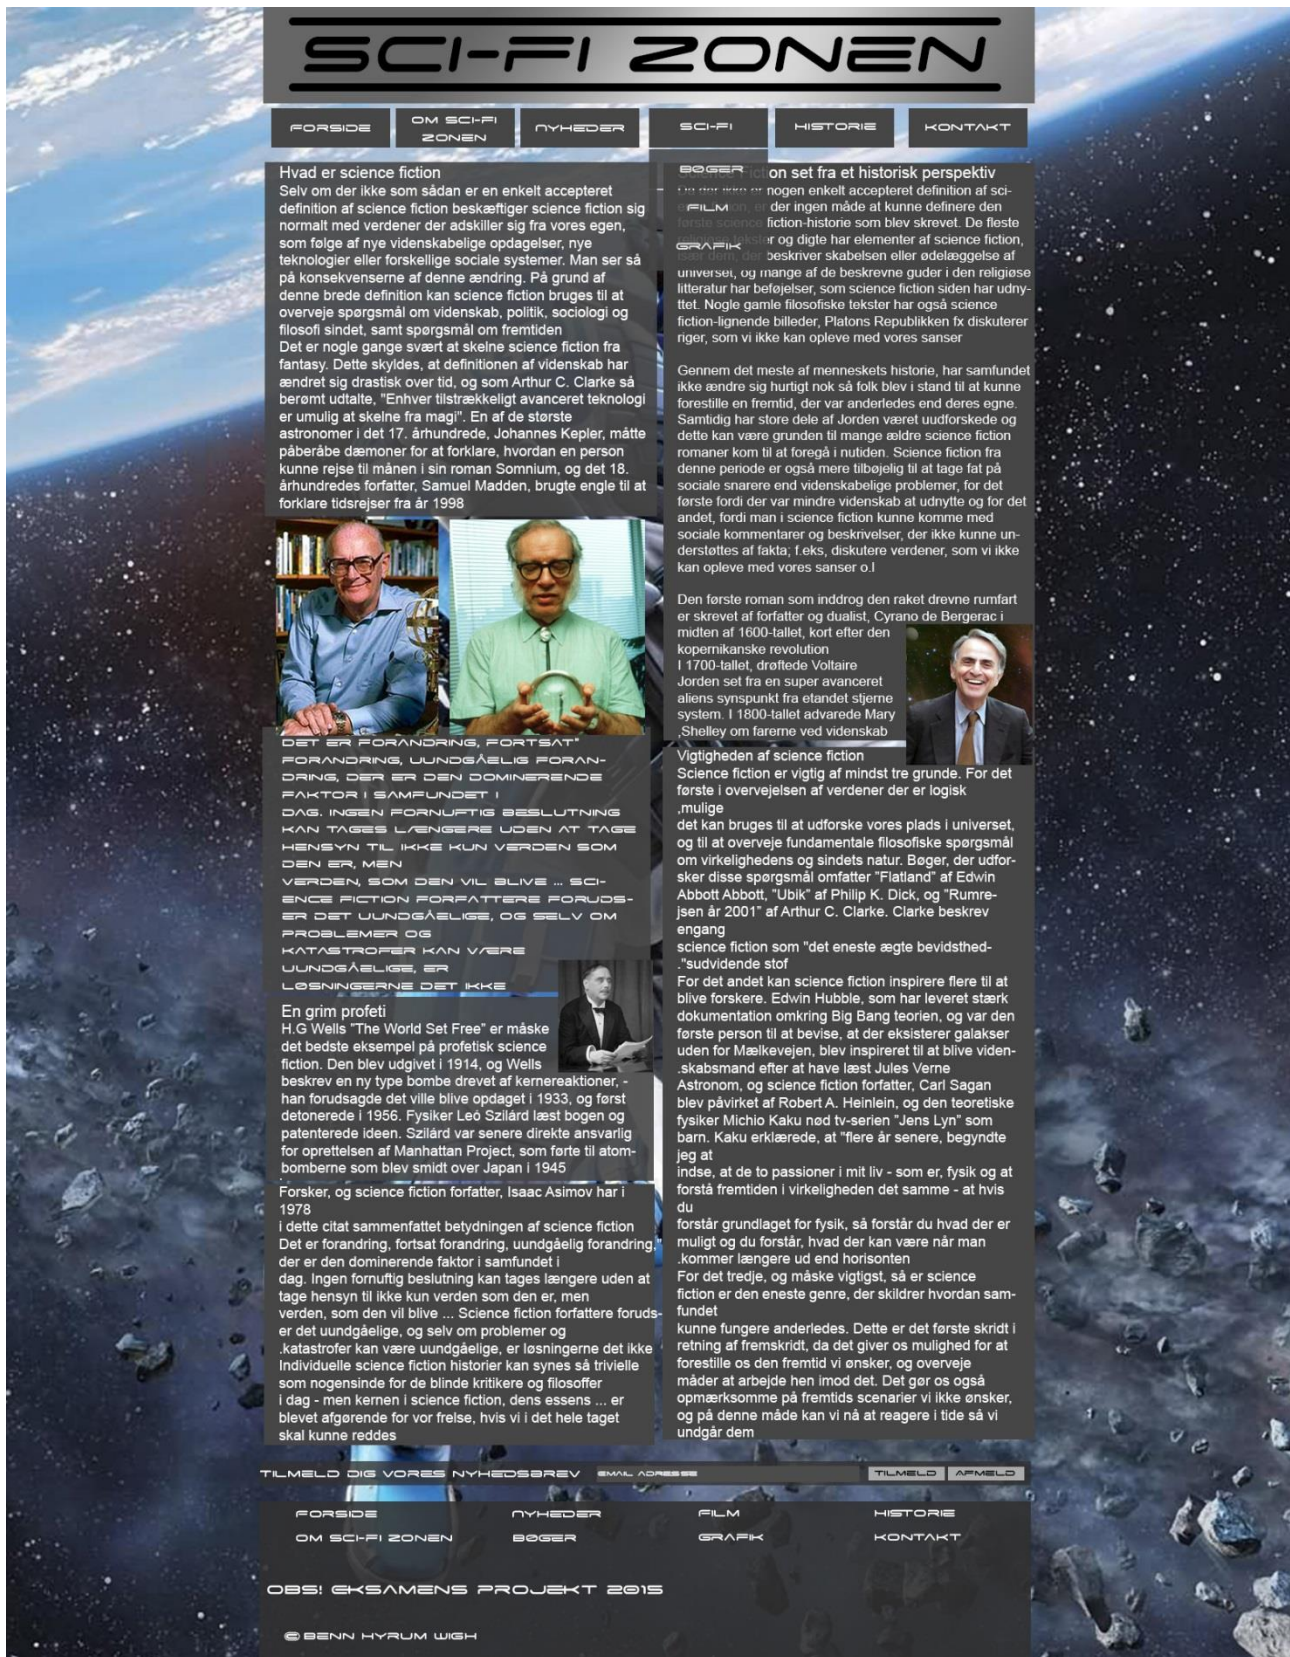 SCI-FI ZONEN
FORSIDE
OM SCI-FI
ZONEN
NYHEDER
SCI-FI
HISTORIE
KONTAKT
BØGER
FILM
GRAFIK
Hvad er science fiction
Selv om der ikke som sådan er en enkelt accepteret
definition af science fiction beskæftiger science fiction sig
normalt med verdener der adskiller sig fra vores egen,
som følge af nye videnskabelige opdagelser, nye
teknologier eller forskellige sociale systemer. Man ser så
på konsekvenserne af denne ændring. På grund af
denne brede definition kan science fiction bruges til at
overveje spørgsmål om videnskab, politik, sociologi og
filosofi sindet, samt spørgsmål om fremtiden
Det er nogle gange svært at skelne science fiction fra
fantasy. Dette skyldes, at definitionen af videnskab har
ændret sig drastisk over tid, og som Arthur C. Clarke så
berømt udtalte, "Enhver tilstrækkeligt avanceret teknologi
er umulig at skelne fra magi". En af de største
astronomer i det 17. århundrede, Johannes Kepler, måtte
påberåbe dæmoner for at forklare, hvordan en person
kunne rejse til månen i sin roman Somnium, og det 18.
århundredes forfatter, Samuel Madden, brugte engle til at
forklare tidsrejser fra år 1998
DET ER FORANDRING, FORTSAT"
FORANDRING, UUNDGÅELIG FORAN-
DRING, DER ER DEN DOMINERENDE
FAKTOR I SAMFUNDET I
DAG. INGEN FORNUFTIG BESLUTNING
KAN TAGES LÆNGERE UDEN AT TAGE
HENSYN TIL IKKE KUN VERDEN SOM
DEN ER, MEN
VERDEN, SOM DEN VIL BLIVE ... SCI-
ENCE FICTION FORFATTERE FORUDS-
ER DET UUNDGÅELIGE, OG SELV OM
PROBLEMER OG
KATASTROFER KAN VÆRE
UUNDGÅELIGE, ER
LØSNINGERNE DET IKKE
En grim profeti
H.G Wells "The World Set Free" er måske
det bedste eksempel på profetisk science
fiction. Den blev udgivet i 1914, og Wells
beskrev en ny type bombe drevet af kernereaktioner, -
han forudsagde det ville blive opdaget i 1933, og først
detonerede i 1956. Fysiker Leó Szilárd læst bogen og
patenterede ideen. Szilárd var senere direkte ansvarlig
for oprettelsen af Manhattan Project, som førte til atom-
bomberne som blev smidt over Japan i 1945
.
Forsker, og science fiction forfatter, Isaac Asimov har i
1978
i dette citat sammenfattet betydningen af science fiction
Det er forandring, fortsat forandring, uundgåelig forandring,"
der er den dominerende faktor i samfundet i
dag. Ingen fornuftig beslutning kan tages længere uden at
tage hensyn til ikke kun verden som den er, men
verden, som den vil blive ... Science fiction forfattere foruds-
er det uundgåelige, og selv om problemer og
.katastrofer kan være uundgåelige, er løsningerne det ikke
Individuelle science fiction historier kan synes så trivielle
som nogensinde for de blinde kritikere og filosoffer
i dag - men kernen i science fiction, dens essens ... er
blevet afgørende for vor frelse, hvis vi i det hele taget
skal kunne reddes
on set fra et historisk perspektiv
nogen enkelt accepteret definition af sci-
der ingen måde at kunne definere den
første science fiction-historie som blev skrevet. De fleste
og digte har elementer af science fiction,
især dem, der beskriver skabelsen eller ødelæggelse af
universet, og mange af de beskrevne guder i den religiøse
litteratur har beføjelser, som science fiction siden har udny-
ttet. Nogle gamle filosofiske tekster har også science
fiction-lignende billeder, Platons Republikken fx diskuterer
riger, som vi ikke kan opleve med vores sanser
Gennem det meste af menneskets historie, har samfundet
ikke ændre sig hurtigt nok så folk blev i stand til at kunne
forestille en fremtid, der var anderledes end deres egne.
Samtidig har store dele af Jorden været uudforskede og
dette kan være grunden til mange ældre science fiction
romaner kom til at foregå i nutiden. Science fiction fra
denne periode er også mere tilbøjelig til at tage fat på
sociale snarere end videnskabelige problemer, for det
første fordi der var mindre videnskab at udnytte og for det
andet, fordi man i science fiction kunne komme med
sociale kommentarer og beskrivelser, der ikke kunne un-
derstøttes af fakta; f.eks, diskutere verdener, som vi ikke
kan opleve med vores sanser o.l
Den første roman som inddrog den raket drevne rumfart
er skrevet af forfatter og dualist, Cyrano de Bergerac i
midten af 1600-tallet, kort efter den
kopernikanske revolution
I 1700-tallet, drøftede Voltaire
Jorden set fra en super avanceret
aliens synspunkt fra etandet stjerne
system. I 1800-tallet advarede Mary
,Shelley om farerne ved videnskab
Vigtigheden af science fiction
Science fiction er vigtig af mindst tre grunde. For det
første i overvejelsen af verdener der er logisk
,mulige
det kan bruges til at udforske vores plads i universet,
og til at overveje fundamentale filosofiske spørgsmål
om virkelighedens og sindets natur. Bøger, der udfor-
sker disse spørgsmål omfatter "Flatland" af Edwin
Abbott Abbott, "Ubik" af Philip K. Dick, og "Rumre-
jsen år 2001" af Arthur C. Clarke. Clarke beskrev
engang
science fiction som "det eneste ægte bevidsthed-
."sudvidende stof
For det andet kan science fiction inspirere flere til at
blive forskere. Edwin Hubble, som har leveret stærk
dokumentation omkring Big Bang teorien, og var den
første person til at bevise, at der eksisterer galakser
uden for Mælkevejen, blev inspireret til at blive viden-
.skabsmand efter at have læst Jules Verne
Astronom, og science fiction forfatter, Carl Sagan
blev påvirket af Robert A. Heinlein, og den teoretiske
fysiker Michio Kaku nød tv-serien "Jens Lyn" som
barn. Kaku erklærede, at "flere år senere, begyndte
jeg at
indse, at de to passioner i mit liv - som er, fysik og at
forstå fremtiden i virkeligheden det samme - at hvis
du
forstår grundlaget for fysik, så forstår du hvad der er
muligt og du forstår, hvad der kan være når man
.kommer længere ud end horisonten
For det tredje, og måske vigtigst, så er science
fiction er den eneste genre, der skildrer hvordan sam-
fundet
kunne fungere anderledes. Dette er det første skridt i
retning af fremskridt, da det giver os mulighed for at
forestille os den fremtid vi ønsker, og overveje
måder at arbejde hen imod det. Det gør os også
opmærksomme på fremtids scenarier vi ikke ønsker,
og på denne måde kan vi nå at reagere i tide så vi
undgår dem
TILMELD DIG VORES NYHEDSBREV
EMAIL ADRESSE
TILMELD
AFMELD
FORSIDE
NYHEDER
FILM
HISTORIE
OM SCI-FI ZONEN
BØGER
GRAFIK
KONTAKT
OBS! EKSAMENS PROJEKT 2015
© BENN HYRUM WIGH